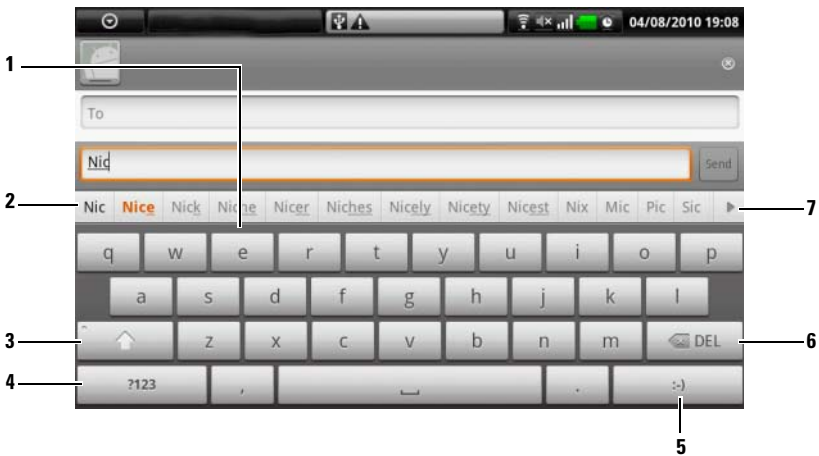 04/08/2010 19:08
1
To
Nic
Send
2 Nic Nice Nick Niche Nicer Niches Nicely Nicety Nicest Nix Mic Pic Sic 7
q w e r t y u i o p
a s d f g h j k l
3 z x c v b n m DEL 6
4 ?123 , . :-)
5